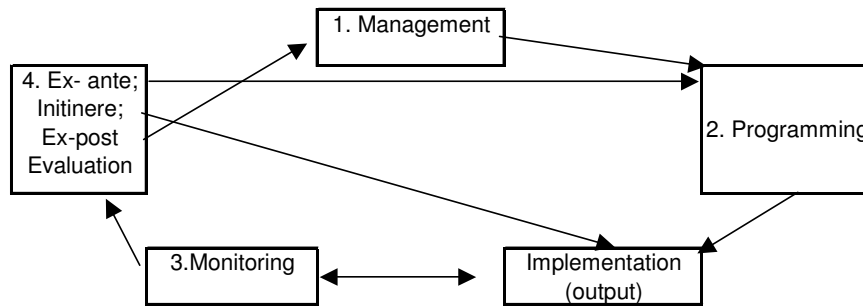 1. Management
4. Ex- ante;
Initinere;
Ex-post
Evaluation
2. Programming
3.Monitoring
Implementation
(output)